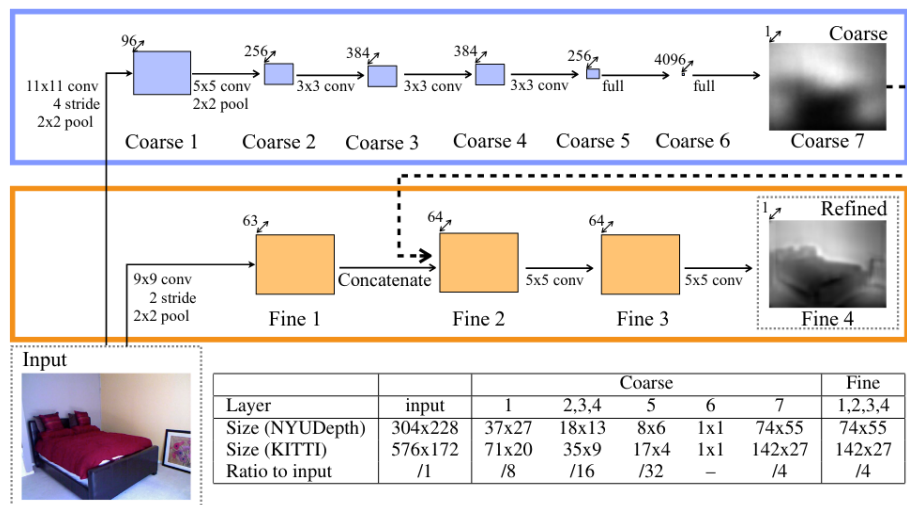 96
256
384
384
256
4096
1
Coarse
11x11 conv
4 stride
2x2 pool
5x5 conv
2x2 pool
3x3 conv
3x3 conv
3x3 conv
full
full
Coarse 1
Coarse 2
Coarse 3
Coarse 4
Coarse 5
Coarse 6
Coarse 7
63
64
64
1
Refined
9x9 conv
2 stride
2x2 pool
Concatenate
5x5 conv
5x5 conv
Fine 1
Fine 2
Fine 3
Fine 4
Input
Coarse Fine
Layer input 1 2,3,4 5 6 7 1,2,3,4
Size (NYUDepth) 304x228 37x27 18x13 8x6 1x1 74x55 74x55
Size (KITTI) 576x172 71x20 35x9 17x4 1x1 142x27 142x27
Ratio to input /1 /8 /16 /32 – /4 /4